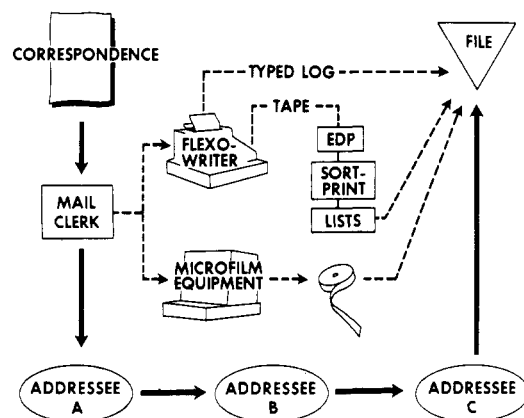 CORRESPONDENCE
FILE
TYPED LOG
TAPE
FLEXO-
WRITER
EDP
SORT-
PRINT
LISTS
MAIL
CLERK
MICROFILM
EQUIPMENT
ADDRESSEE
A
ADDRESSEE
B
ADDRESSEE
C